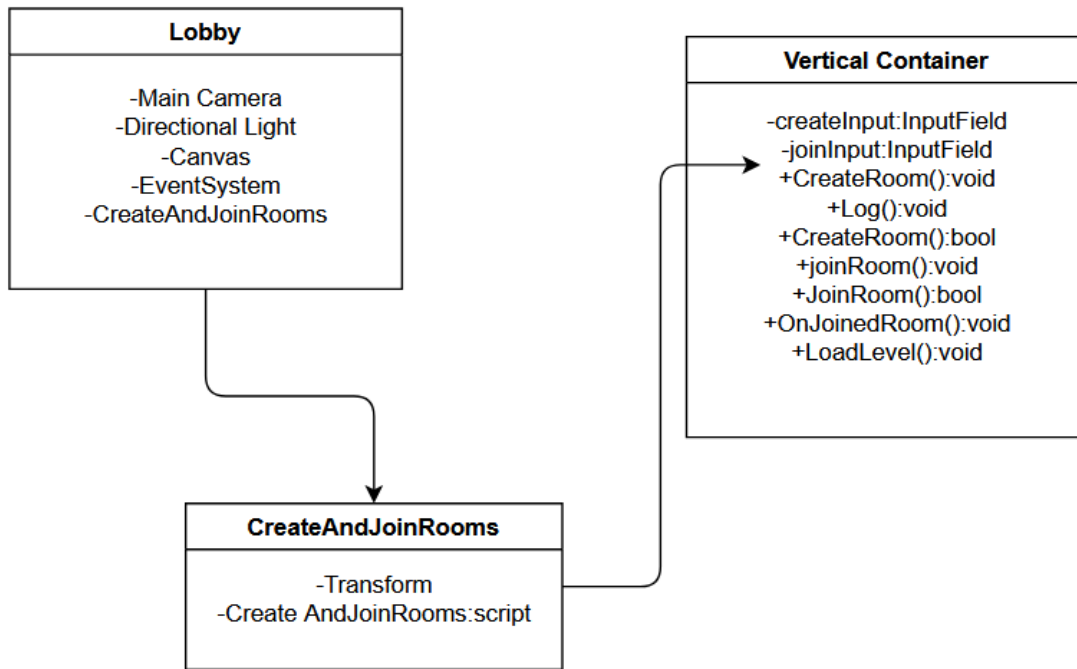 Lobby
-Main Camera
-Directional Light
-Canvas
-EventSystem
-CreateAndJoinRooms
Vertical Container
-createInput:InputField
-joinInput:InputField
+CreateRoom():void
+Log():void
+CreateRoom():bool
+joinRoom():void
+JoinRoom():bool
+OnJoinedRoom():void
+LoadLevel():void
CreateAndJoinRooms
-Transform
-Create AndJoinRooms:script